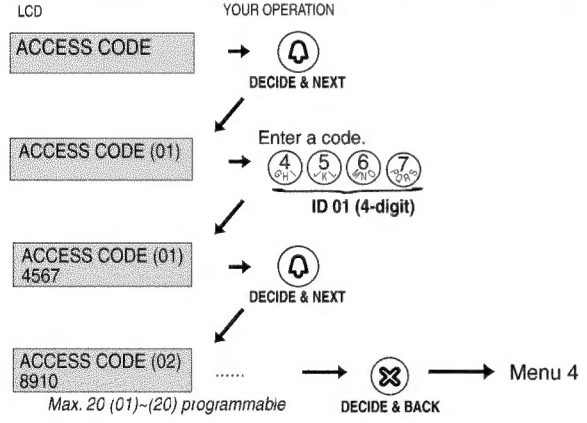 LCD YOUR OPERATION
ACCESS CODE
DECIDE & NEXT
ACCESS CODE (01)
Enter a code.
4 GHI 5 JKL 6 MNO 7 PQRS
ID 01 (4-digit)
ACCESS CODE (01)
4567
DECIDE & NEXT
ACCESS CODE (02)
8910
...... Menu 4
Max. 20 (01)~(20) programmable DECIDE & BACK